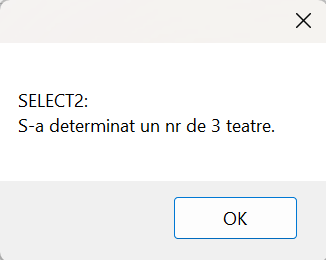 SELECT2:
S-a determinat un nr de 3 teatre.
OK